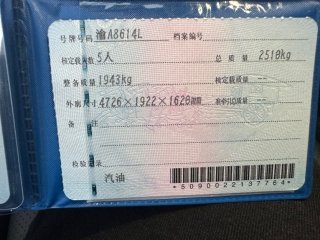 号牌号码 渝A8614L 档案编号
核定载人数 5人 总质量 2518kg
整备质量 1943kg 核定载质量 --
外廓尺寸 4726×1922×1628mm 准牵引总质量 --
备注
检验记录
汽油
*5090022137764*